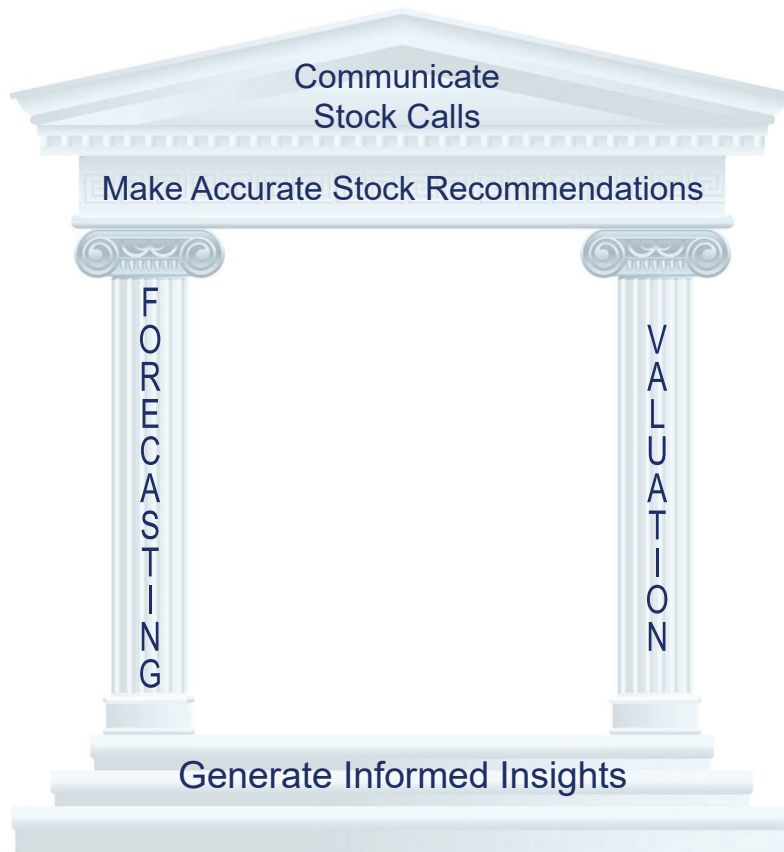 Communicate
Stock Calls
Make Accurate Stock Recommendations
FORECASTING
VALUATION
Generate Informed Insights